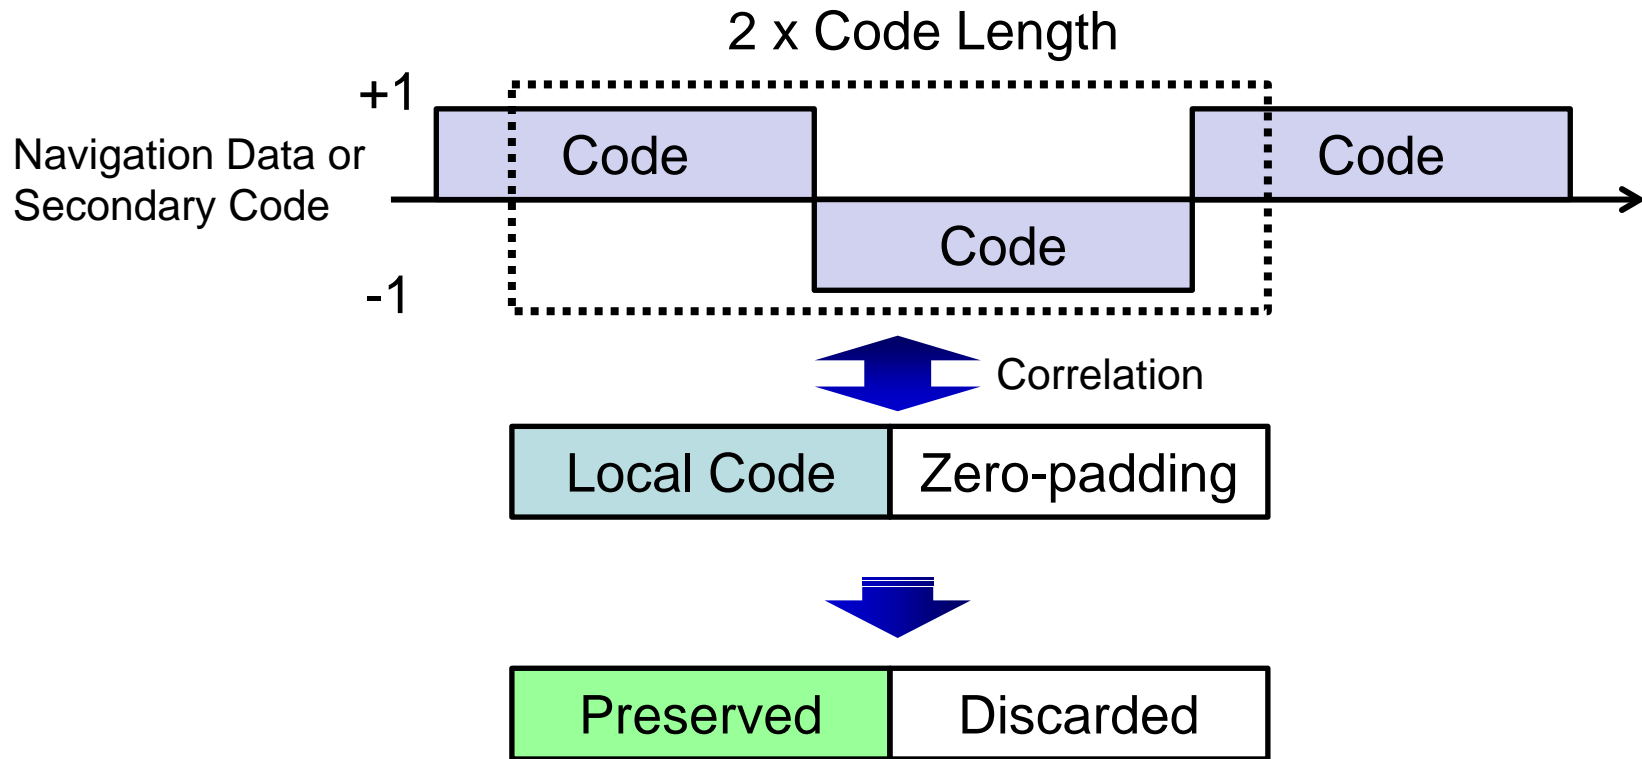 2 x Code Length
+1
Navigation Data or
Secondary Code
Code
Code
Code
-1
Correlation
Local Code
Zero-padding
Preserved
Discarded